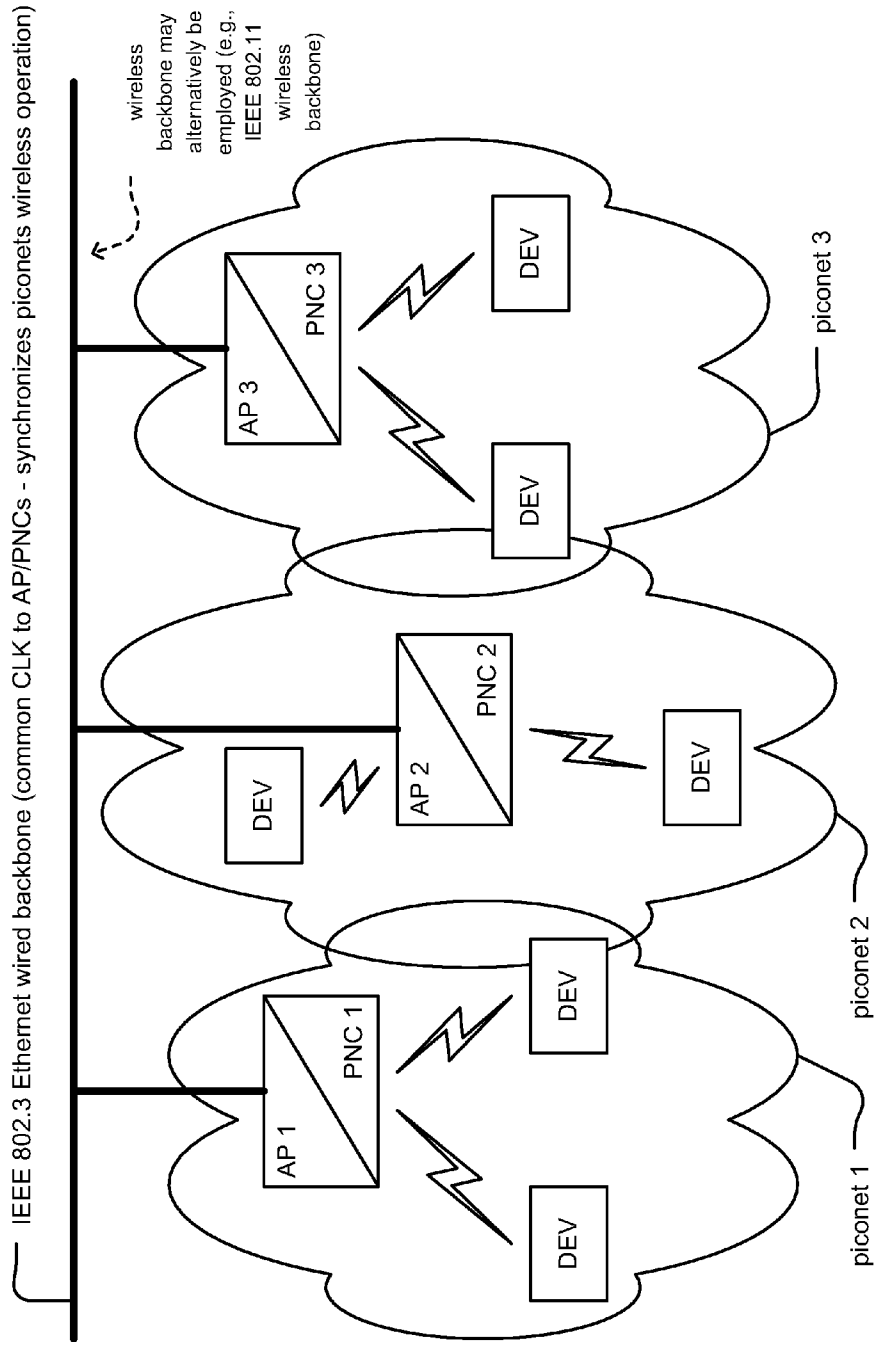 IEEE 802.3 Ethernet wired backbone (common CLK to AP/PNCs - synchronizes piconets wireless operation)
wireless
backbone may
alternatively be
employed (e.g.,
IEEE 802.11
wireless
backbone)
AP 1
PNC 1
DEV
DEV
piconet 1
DEV
AP 2
PNC 2
DEV
piconet 2
AP 3
PNC 3
DEV
DEV
piconet 3